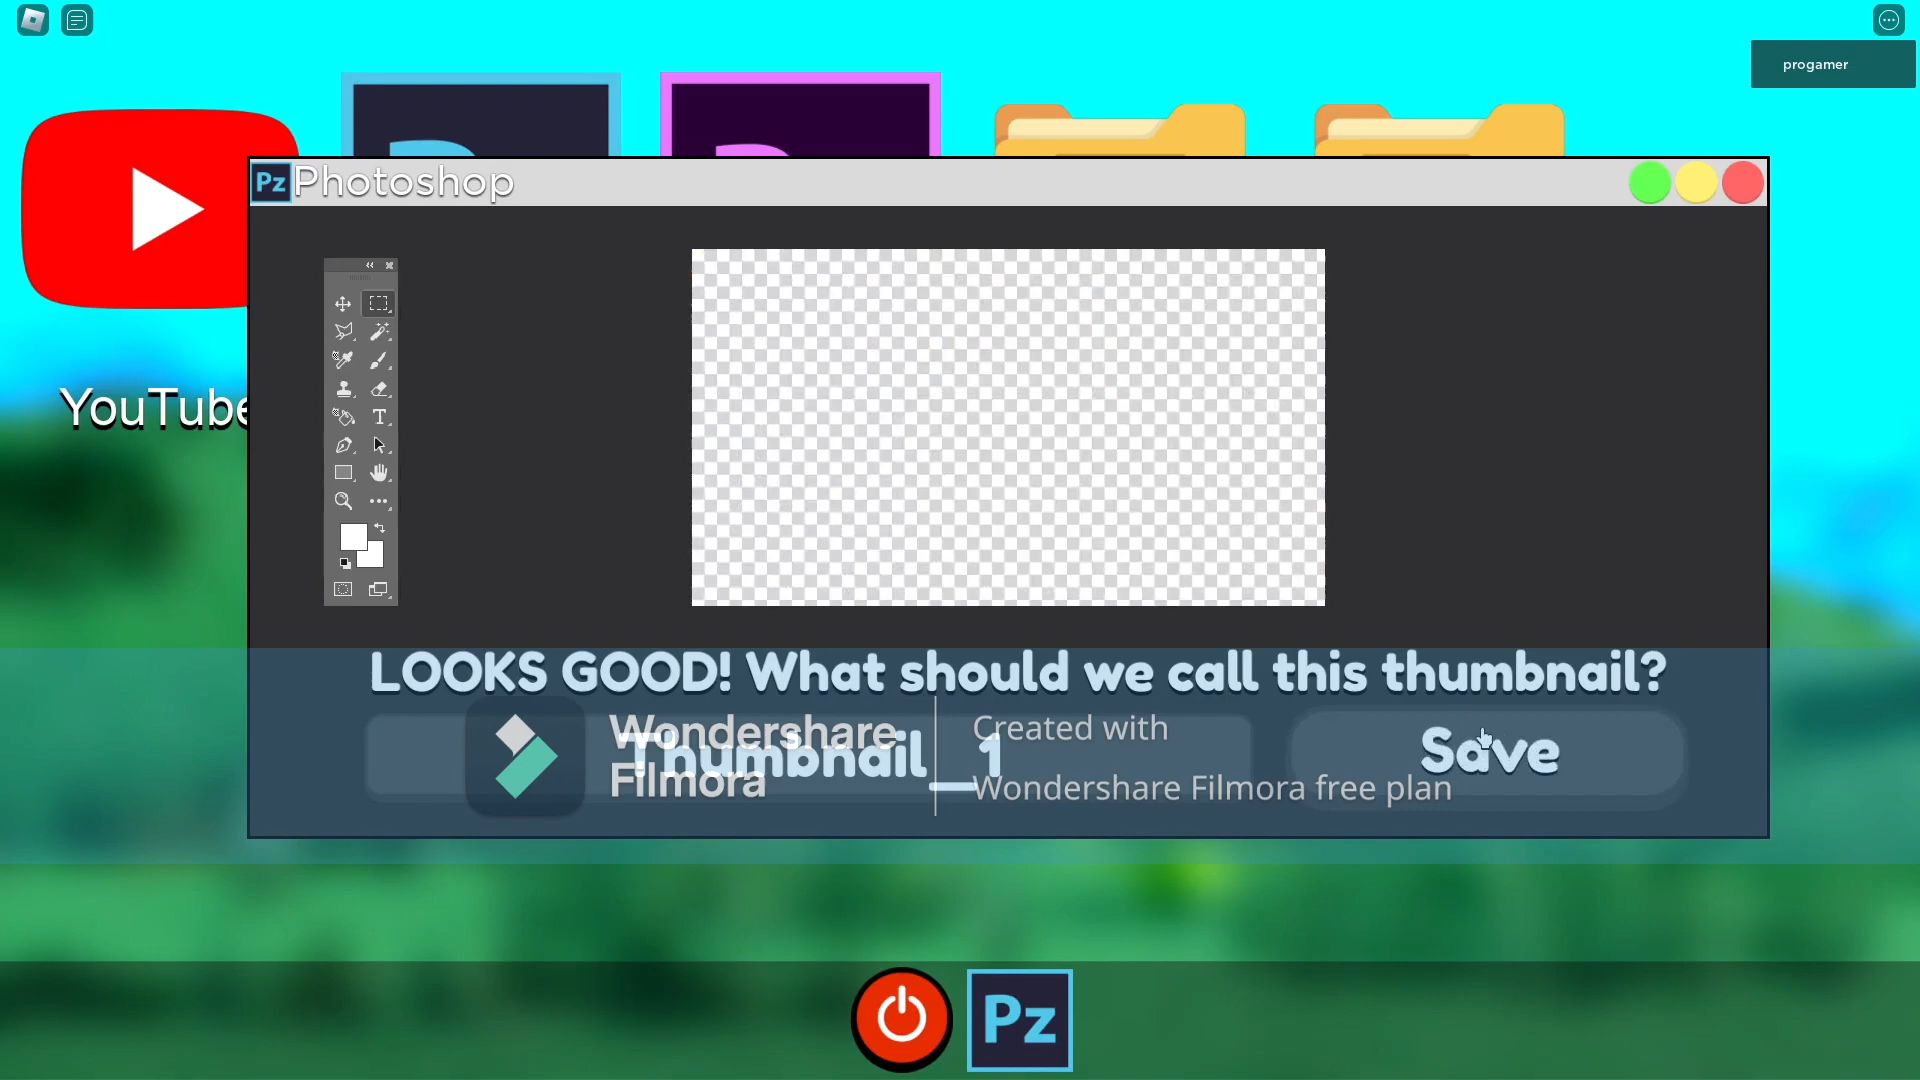 progamer
Pz Photoshop
YouTube
T
LOOKS GOOD! What should we call this thumbnail?
Thumbnail_1
Save
Wondershare
Filmora
Created with
Wondershare Filmora free plan
Pz